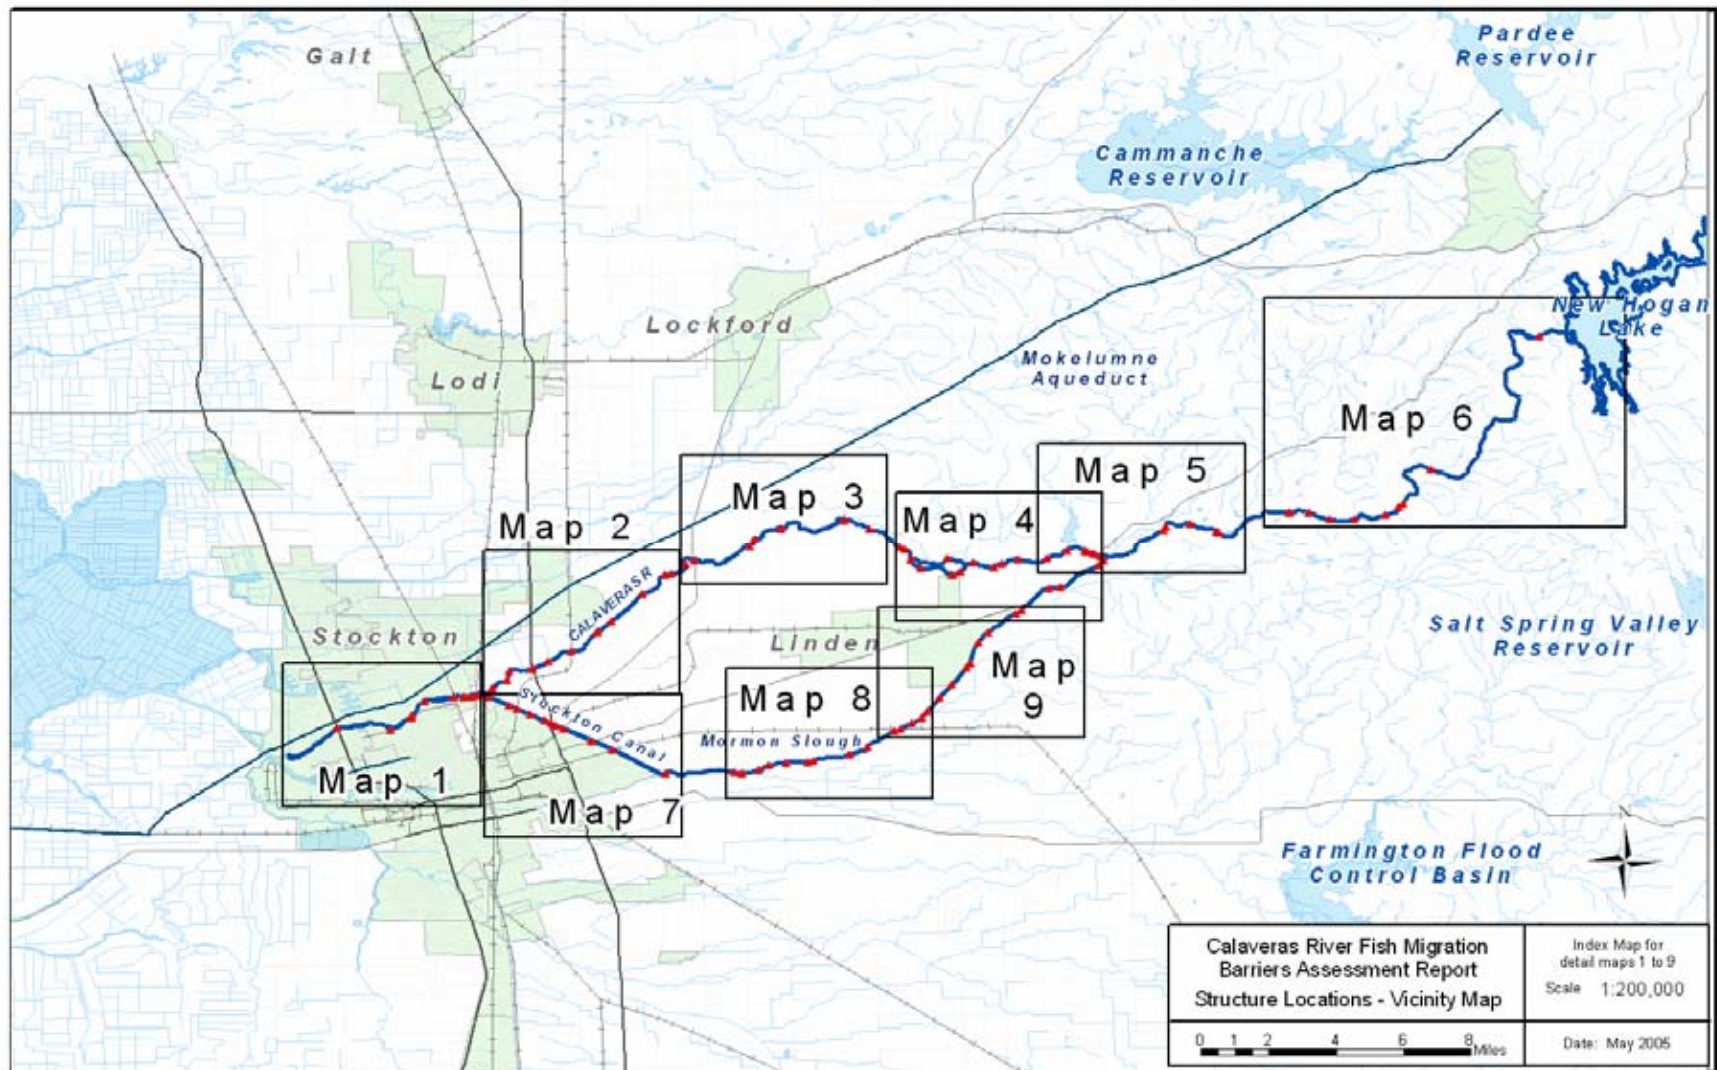 Galt
Pardee
Reservoir
Cammanche
Reservoir
Lockford
New Hogan
Lake
Mokelumne
Aqueduct
Lodi
Map 6
Map 5
Map 3
Map 4
Map 2
CALAVERAS R
Stockton
Linden
Salt Spring Valley
Reservoir
Map
9
Map 8
Stockton Canal
Mormon Slough
Map 1
Map 7
Farmington Flood
Control Basin
Calaveras River Fish Migration
Barriers Assessment Report
Structure Locations - Vicinity Map
Index Map for
detail maps 1 to 9
Scale 1:200,000
0 1 2 4 6 8 Miles
Date: May 2005